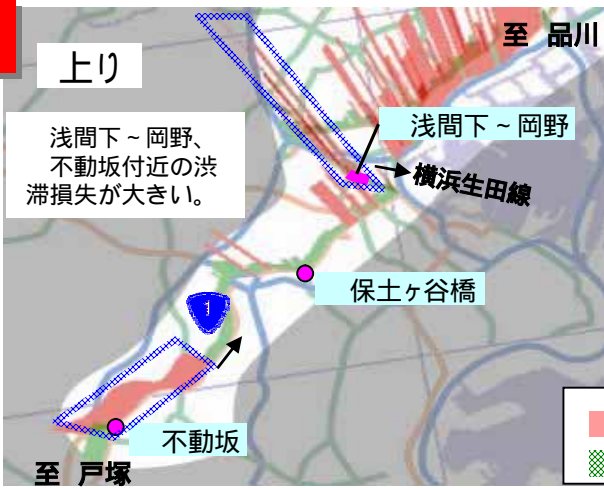 至 品川
上り
浅間下~岡野、
不動坂付近の渋
滞損失が大きい。
浅間下~岡野
横浜生田線
保土ヶ谷橋
1
不動坂
至 戸塚